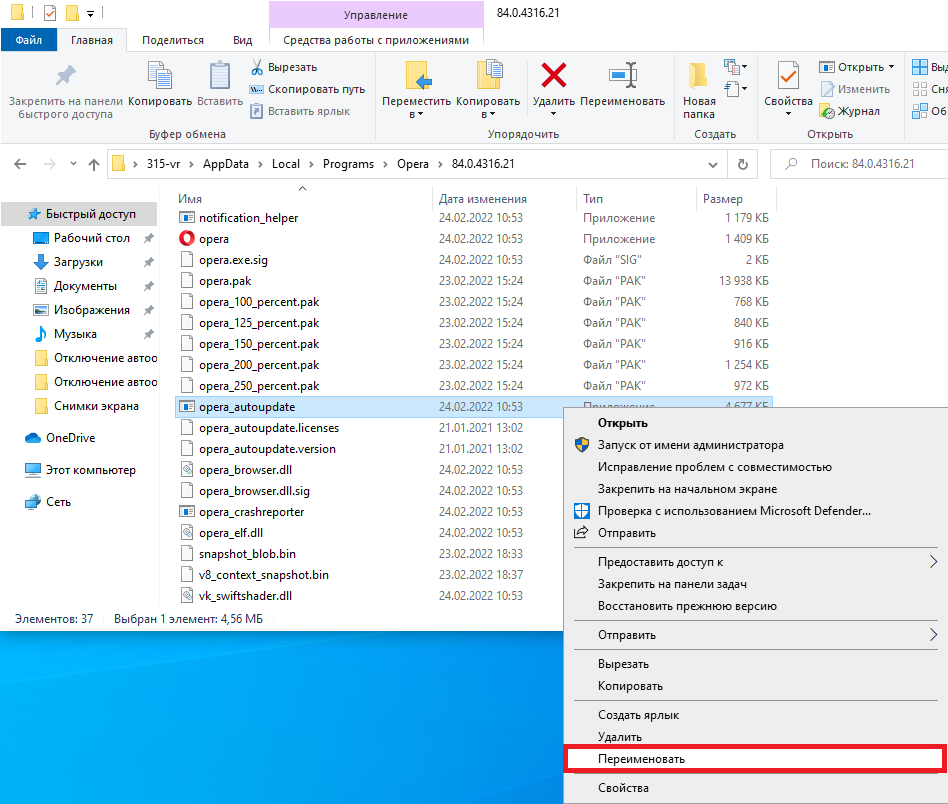 Управление
84.0.4316.21
Файл
Главная
Поделиться
Вид
Средства работы с приложениями
Закрепить на панели быстрого доступа
Копировать
Вставить
Вырезать
Скопировать путь
Вставить ярлык
Буфер обмена
Переместить в
Копировать в
Удалить
Переименовать
Упорядочить
Новая папка
Создать
Свойства
Открыть
Изменить
Журнал
Открыть
315-vr > AppData > Local > Programs > Opera > 84.0.4316.21
Поиск: 84.0.4316.21
Быстрый доступ
Рабочий стол
Загрузки
Документы
Изображения
Музыка
Отключение автоо
Отключение автоо
Снимки экрана
OneDrive
Этот компьютер
Сеть
Имя Дата изменения Тип Размер
notification_helper 24.02.2022 10:53 Приложение 1 179 КБ
opera 24.02.2022 10:53 Приложение 1 409 КБ
opera.exe.sig 24.02.2022 10:53 Файл "SIG" 2 КБ
opera.pak 23.02.2022 15:24 Файл "PAK" 13 938 КБ
opera_100_percent.pak 23.02.2022 15:24 Файл "PAK" 768 КБ
opera_125_percent.pak 23.02.2022 15:24 Файл "PAK" 840 КБ
opera_150_percent.pak 23.02.2022 15:24 Файл "PAK" 916 КБ
opera_200_percent.pak 23.02.2022 15:24 Файл "PAK" 1 254 КБ
opera_250_percent.pak 23.02.2022 15:24 Файл "PAK" 972 КБ
opera_autoupdate 24.02.2022 10:53 Приложение 4 677 КБ
opera_autoupdate.licenses 21.01.2021 13:02
opera_autoupdate.version 21.01.2021 13:02
opera_browser.dll 24.02.2022 10:53
opera_browser.dll.sig 24.02.2022 10:53
opera_crashreporter 24.02.2022 10:53
opera_elf.dll 24.02.2022 10:53
snapshot_blob.bin 23.02.2022 18:33
v8_context_snapshot.bin 23.02.2022 18:37
vk_swiftshader.dll 24.02.2022 10:53
Элементов: 37 Выбран 1 элемент: 4,56 МБ
Открыть
Запуск от имени администратора
Исправление проблем с совместимостью
Закрепить на начальном экране
Проверка с использованием Microsoft Defender...
Отправить
Предоставить доступ к
Закрепить на панели задач
Восстановить прежнюю версию
Отправить
Вырезать
Копировать
Создать ярлык
Удалить
Переименовать
Свойства